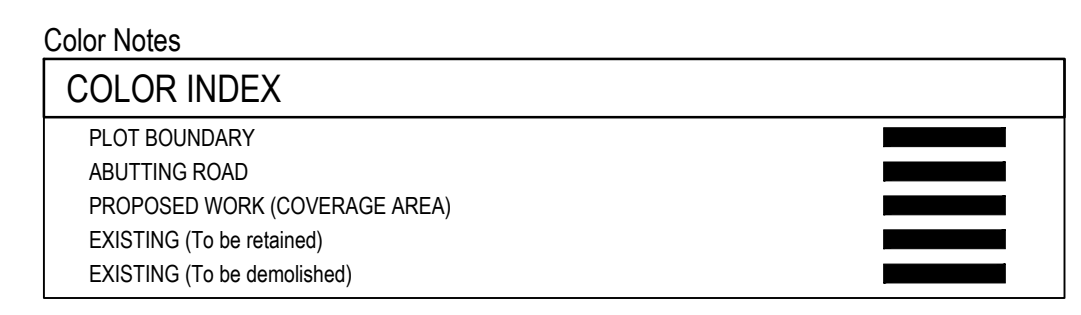 Color Notes
COLOR INDEX
PLOT BOUNDARY
ABUTTING ROAD
PROPOSED WORK (COVERAGE AREA)
EXISTING (To be retained)
EXISTING (To be demolished)